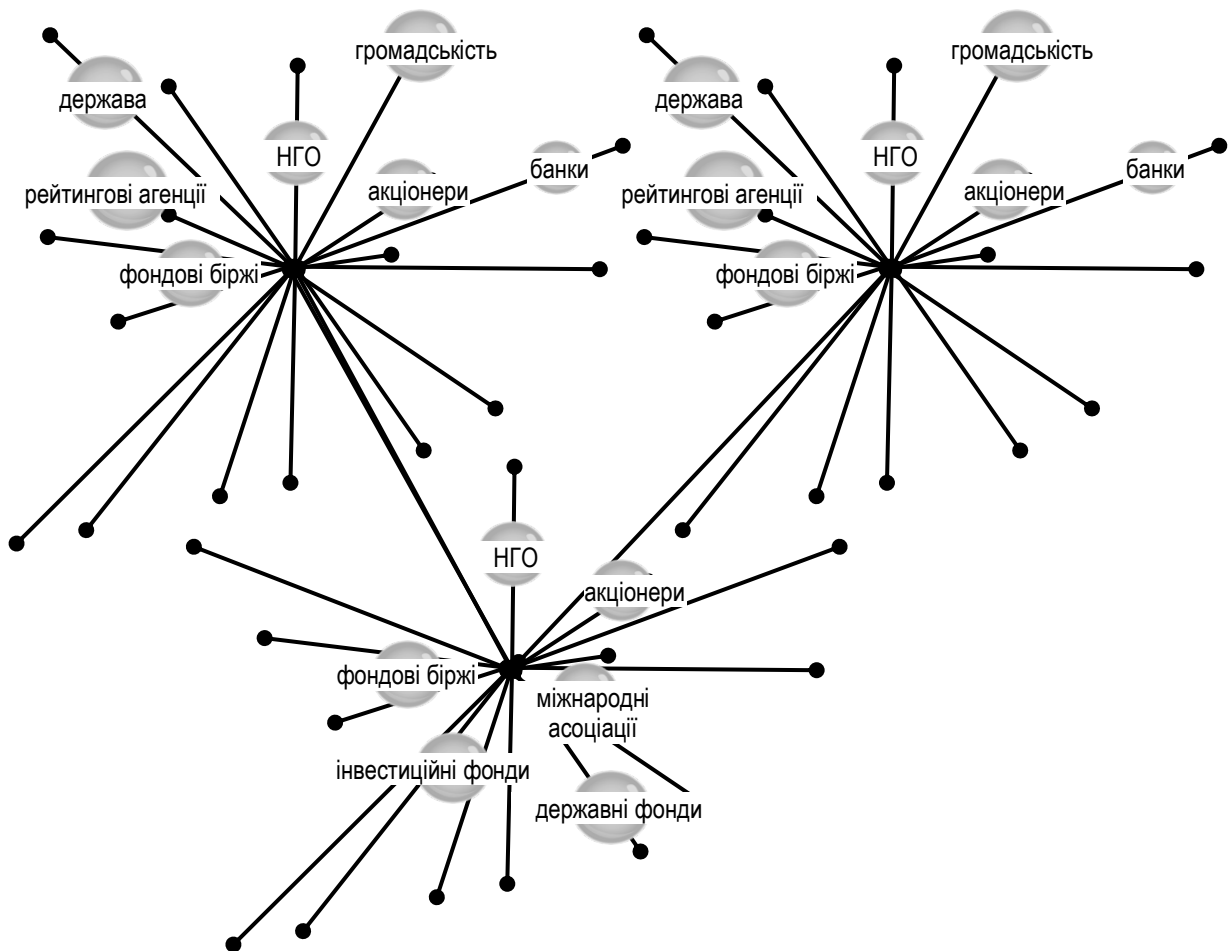 громадськість
держава
НГО
банки
рейтингові агенції
акціонери
фондові біржі
громадськість
держава
НГО
банки
рейтингові агенції
акціонери
фондові біржі
НГО
акціонери
фондові біржі
міжнародні
асоціації
інвестиційні фонди
державні фонди